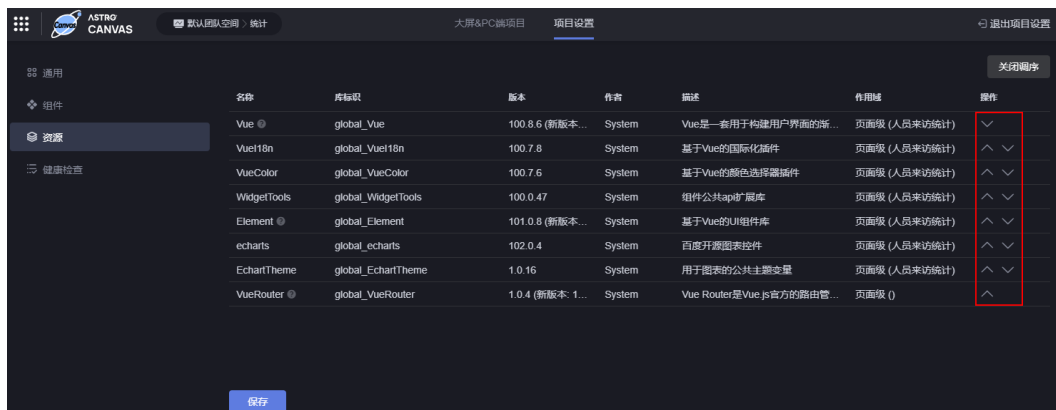 Canvas ASTRO CANVAS 默认团队空间 > 统计 大屏&PC端项目 项目设置 退出项目设置
关闭调序
通用
组件
资源
健康检查
名称 库标识 版本 作者 描述 作用域 操作
Vue global_Vue 100.8.6 (新版本... System Vue是一套用于构建用户界面的渐... 页面级 (人员来访统计)
VueI18n global_VueI18n 100.7.8 System 基于Vue的国际化插件 页面级 (人员来访统计)
VueColor global_VueColor 100.7.6 System 基于Vue的颜色选择器插件 页面级 (人员来访统计)
WidgetTools global_WidgetTools 100.0.47 System 组件公共api扩展库 页面级 (人员来访统计)
Element global_Element 101.0.8 (新版本... System 基于Vue的UI组件库 页面级 (人员来访统计)
echarts global_echarts 102.0.4 System 百度开源图表控件 页面级 (人员来访统计)
EchartTheme global_EchartTheme 1.0.16 System 用于图表的公共主题变量 页面级 (人员来访统计)
VueRouter global_VueRouter 1.0.4 (新版本: 1... System Vue Router是Vue.js官方的路由管... 页面级 ()
保存